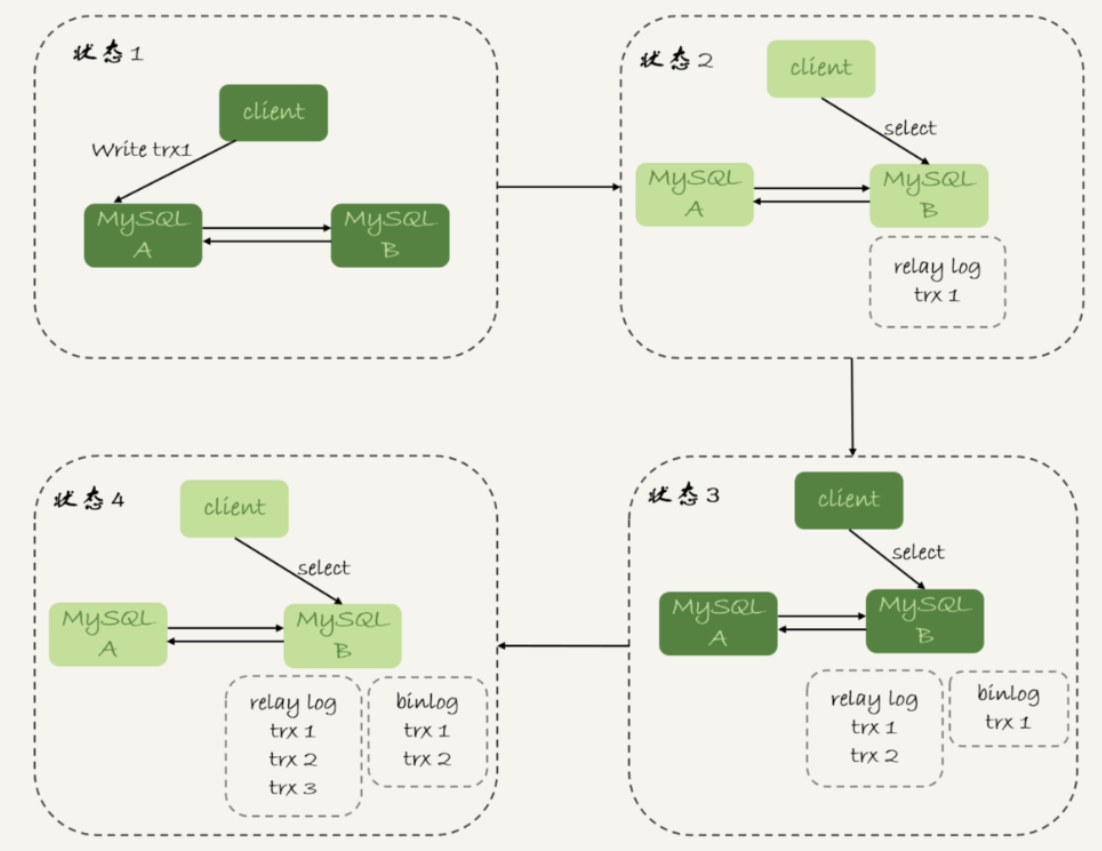 状态1
client
Write trx1
MySQL
A
MySQL
B
状态2
client
select
MySQL
A
MySQL
B
relay log
trx 1
状态3
client
select
MySQL
A
MySQL
B
relay log
trx 1
trx 2
binlog
trx 1
状态4
client
select
MySQL
A
MySQL
B
relay log
trx 1
trx 2
trx 3
binlog
trx 1
trx 2